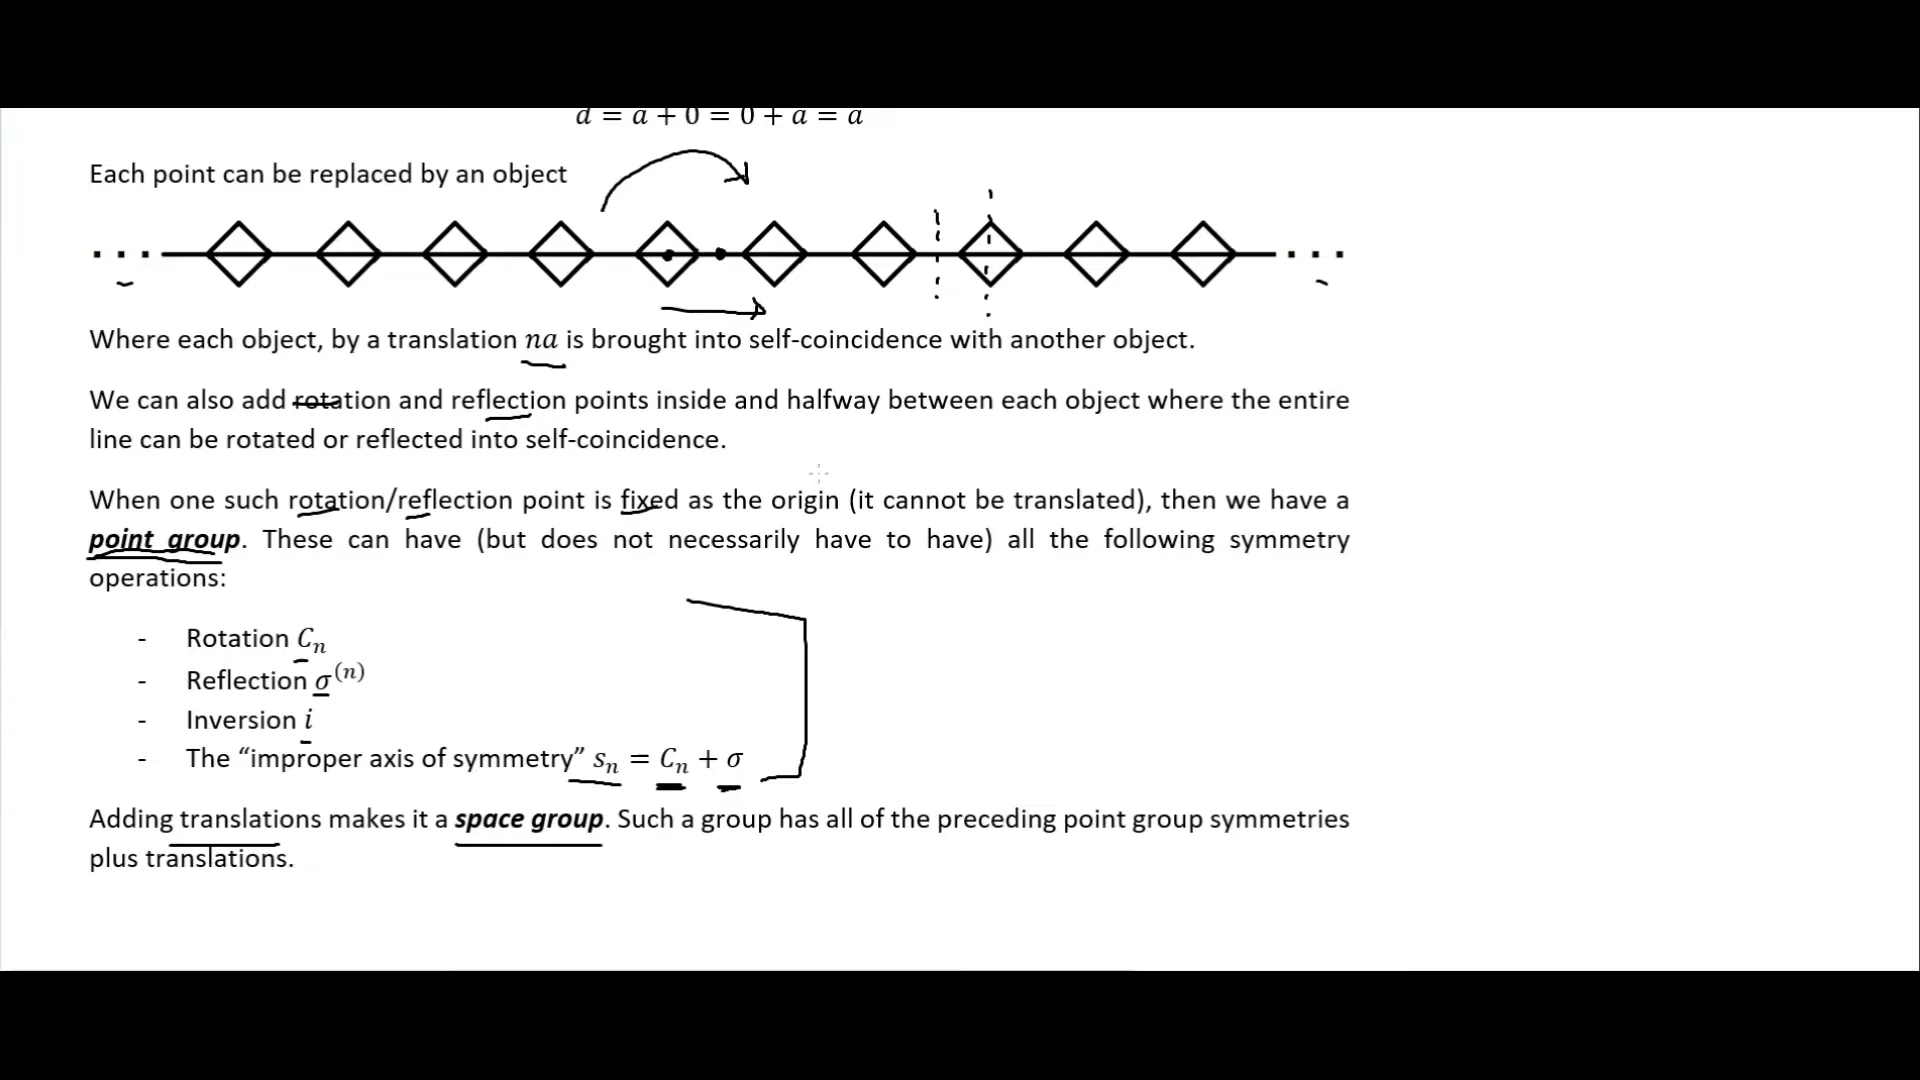 d = a + 0 = 0 + a = a
Each point can be replaced by an object
Where each object, by a translation na is brought into self-coincidence with another object.
We can also add rotation and reflection points inside and halfway between each object where the entire
line can be rotated or reflected into self-coincidence.
When one such rotation/reflection point is fixed as the origin (it cannot be translated), then we have a
point group. These can have (but does not necessarily have to have) all the following symmetry
operations:
- Rotation Cₙ
- Reflection σ⁽ⁿ⁾
- Inversion i
- The “improper axis of symmetry” sₙ = Cₙ + σ
Adding translations makes it a space group. Such a group has all of the preceding point group symmetries
plus translations.